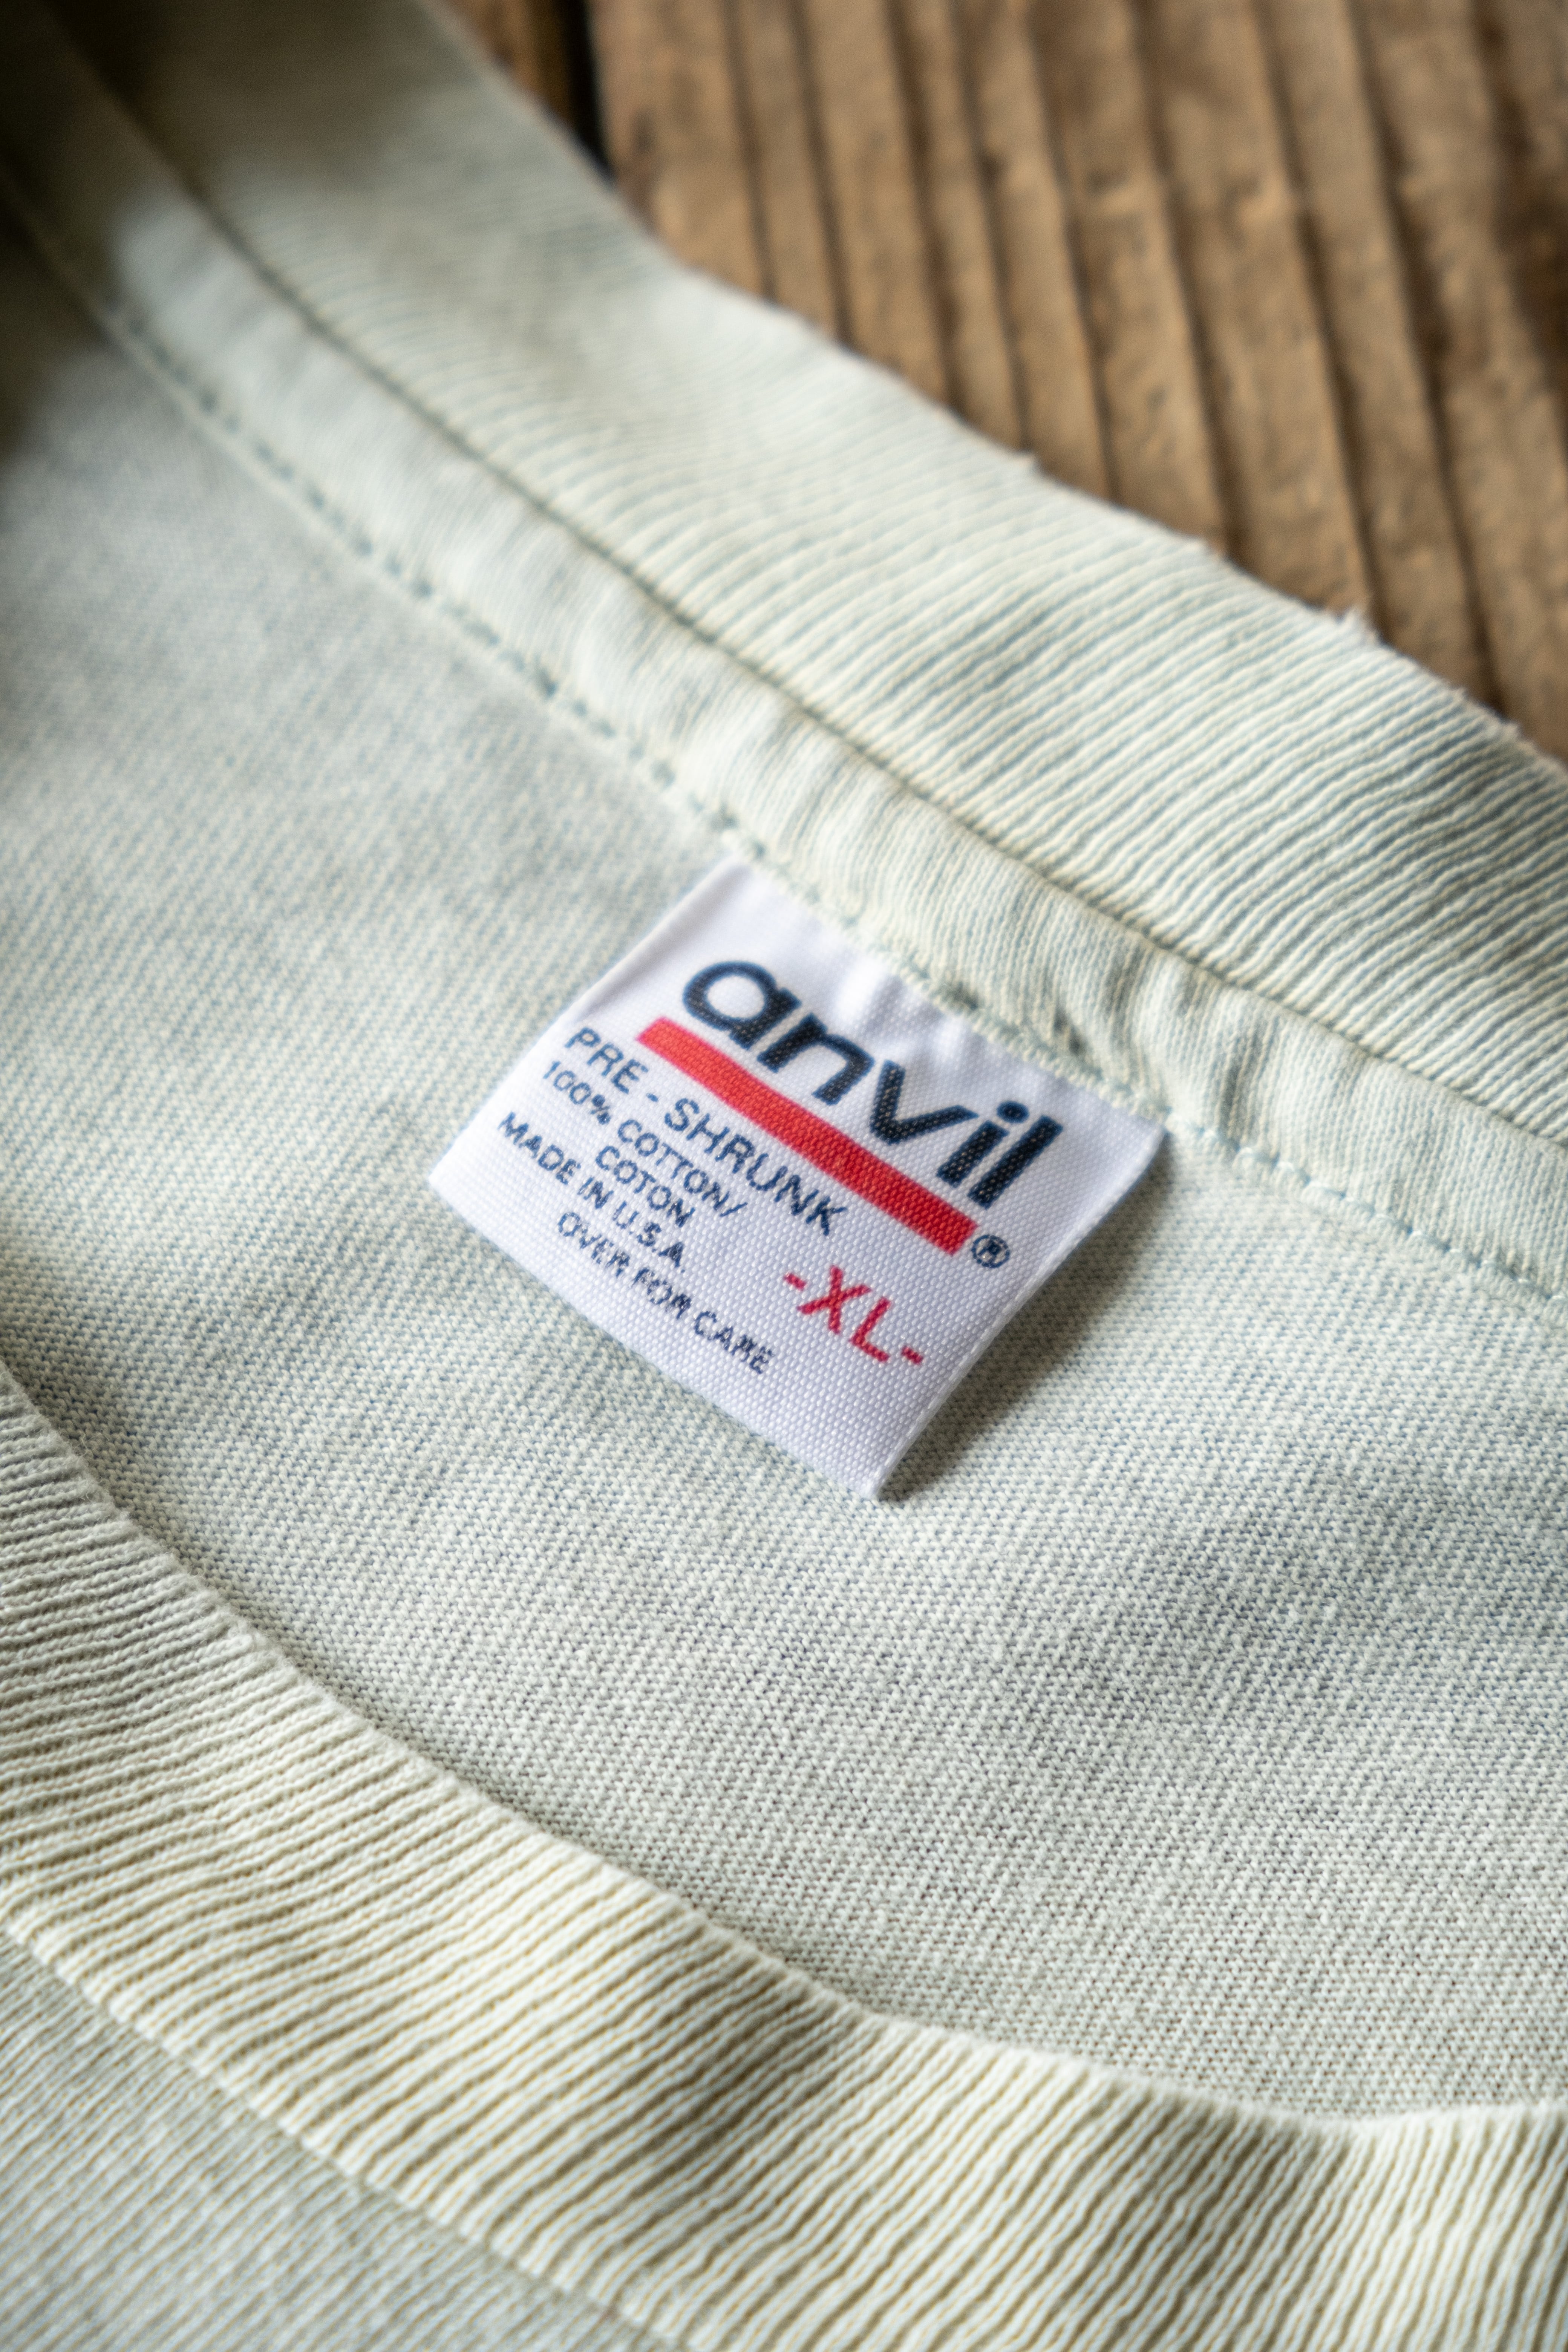 anvil®
PRE - SHRUNK
100% COTTON/
COTON
MADE IN U.S.A
OVER FOR CARE
-XL-